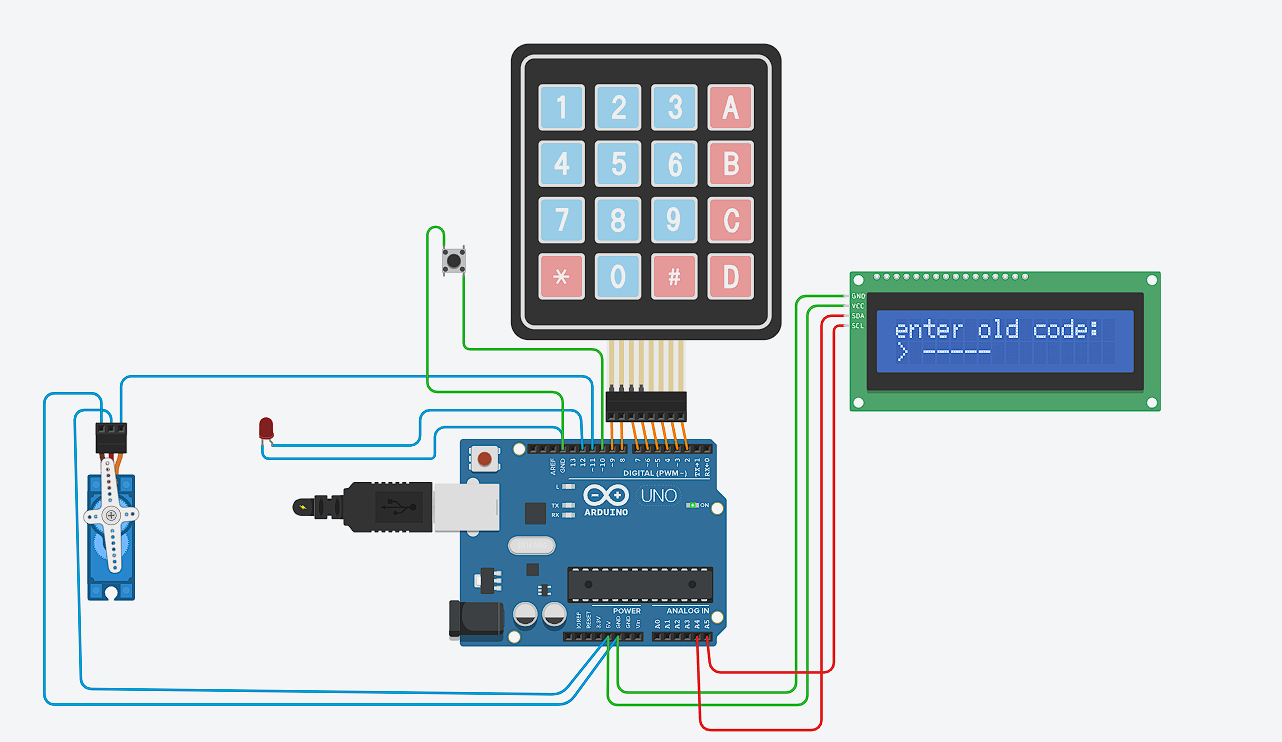 1 2 3 A
4 5 6 B
7 8 9 C
* 0 # D
GND
VCC
SDA
SCL
enter old code:
> -----
AREF
GND
13
12
~11
~10
~9
8
7
~6
~5
4
~3
2
TX→1
RX←0
DIGITAL (PWM~)
L
TX
RX
UNO
ARDUINO
ON
POWER
ANALOG IN
IOREF
RESET
3.3V
5V
GND
GND
Vin
A0
A1
A2
A3
A4
A5